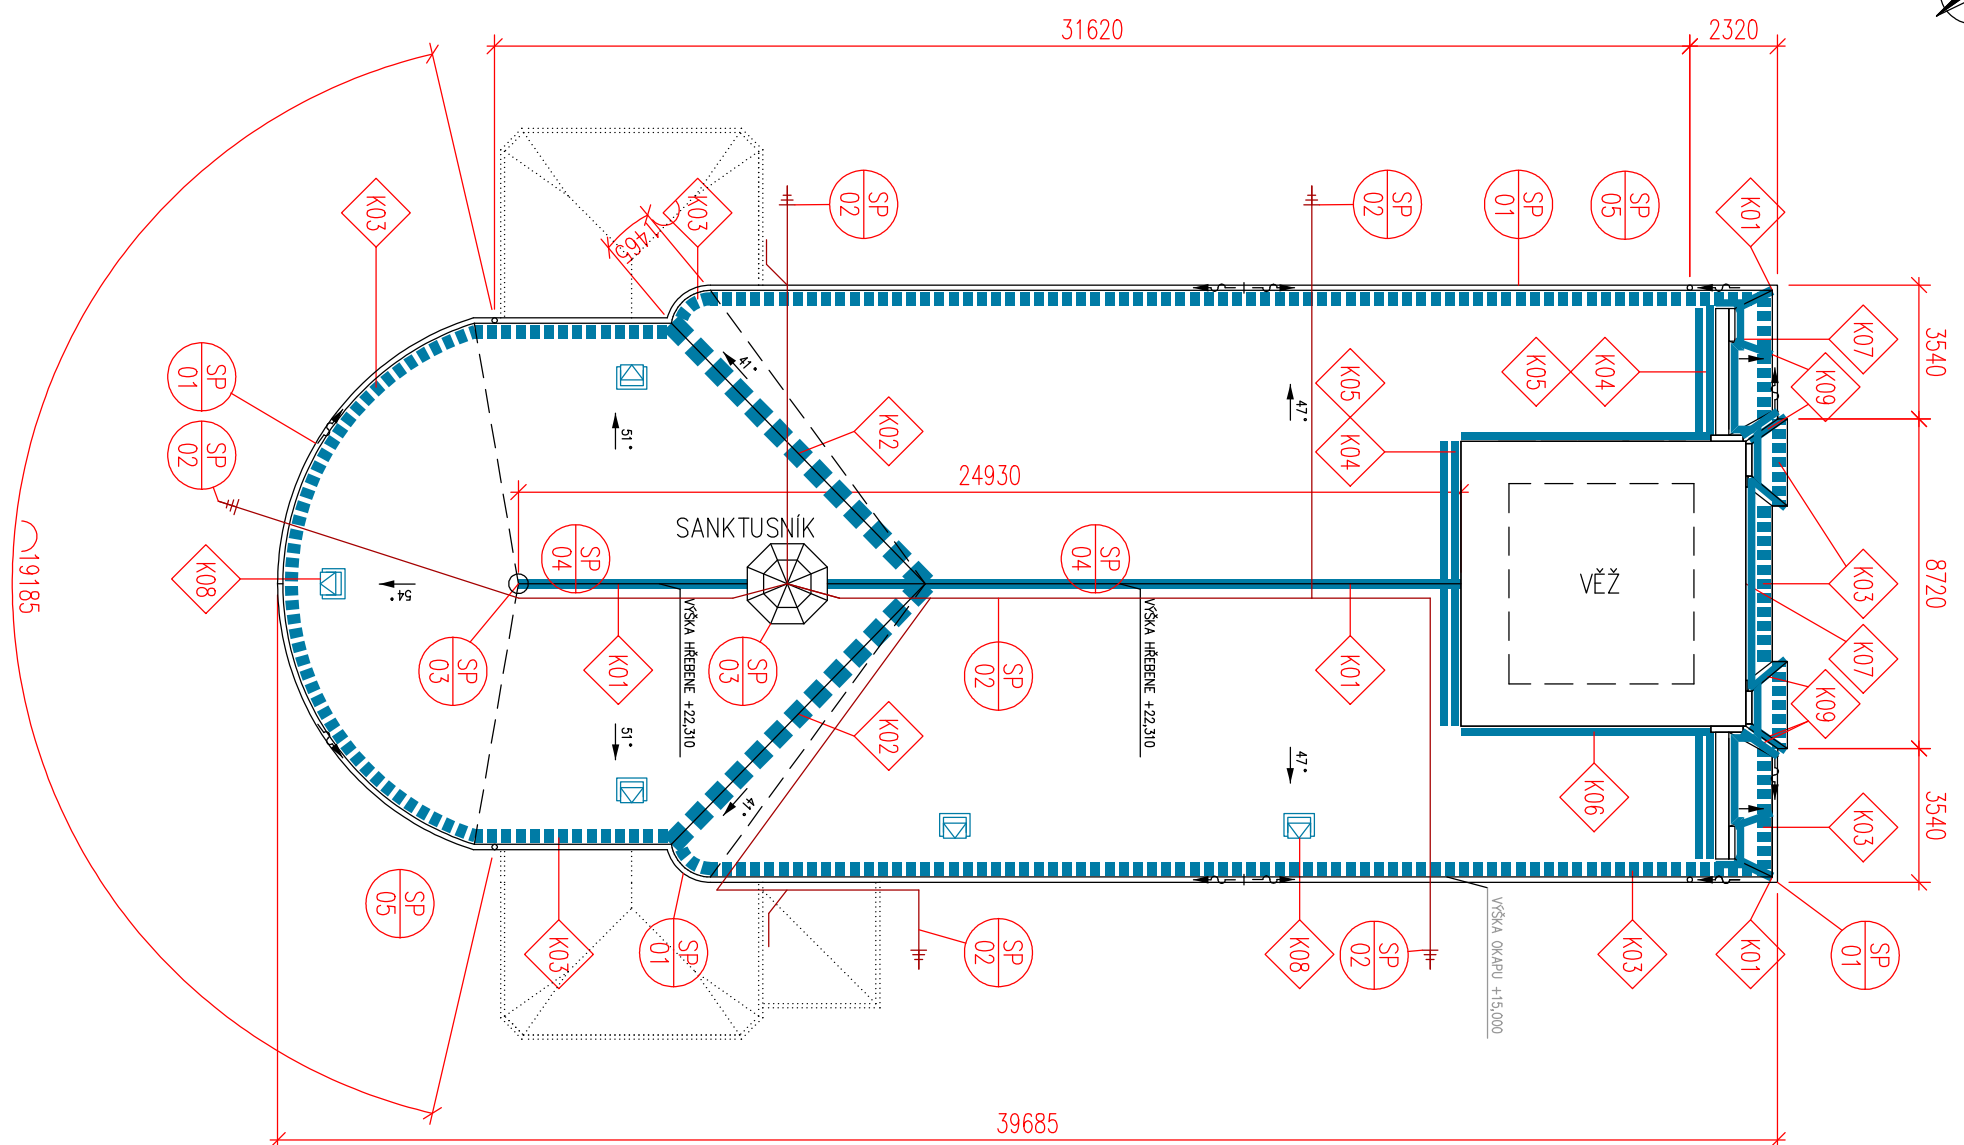 31620
2320
SP
02
SP
02
SP
01
SP
05
K01
K03
K03
11465
3540
K07
K09
K04
K05
K05
K04
47°
41°
K02
51°
SP
01
SP
02
24930
SANKTUSNÍK
SP
04
SP
04
VĚŽ
8720
K03
K08
54°
19185
VÝŠKA HŘEBENE +22,310
VÝŠKA HŘEBENE +22,310
SP
03
K01
SP
03
SP
02
K01
K07
K09
K02
51°
41°
47°
K06
3540
K03
SP
05
K03
SP
01
SP
02
K08
SP
02
VÝŠKA OKAPU +15,000
K03
K01
SP
01
39685